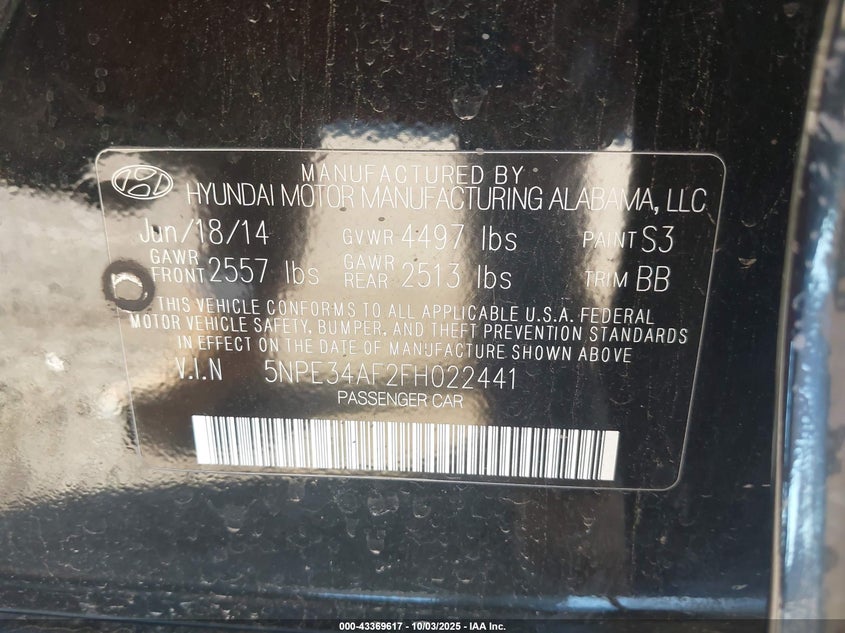 MANUFACTURED BY
HYUNDAI MOTOR MANUFACTURING ALABAMA, LLC
Jun/18/14 GVWR 4497 lbs PAINT S3
GAWR FRONT 2557 lbs GAWR REAR 2513 lbs TRIM BB
THIS VEHICLE CONFORMS TO ALL APPLICABLE U.S.A. FEDERAL
MOTOR VEHICLE SAFETY, BUMPER, AND THEFT PREVENTION STANDARDS
IN EFFECT ON THE DATE OF MANUFACTURE SHOWN ABOVE
V.I.N 5NPE34AF2FH022441
PASSENGER CAR
000-43369617 - 10/03/2025 - IAA Inc.